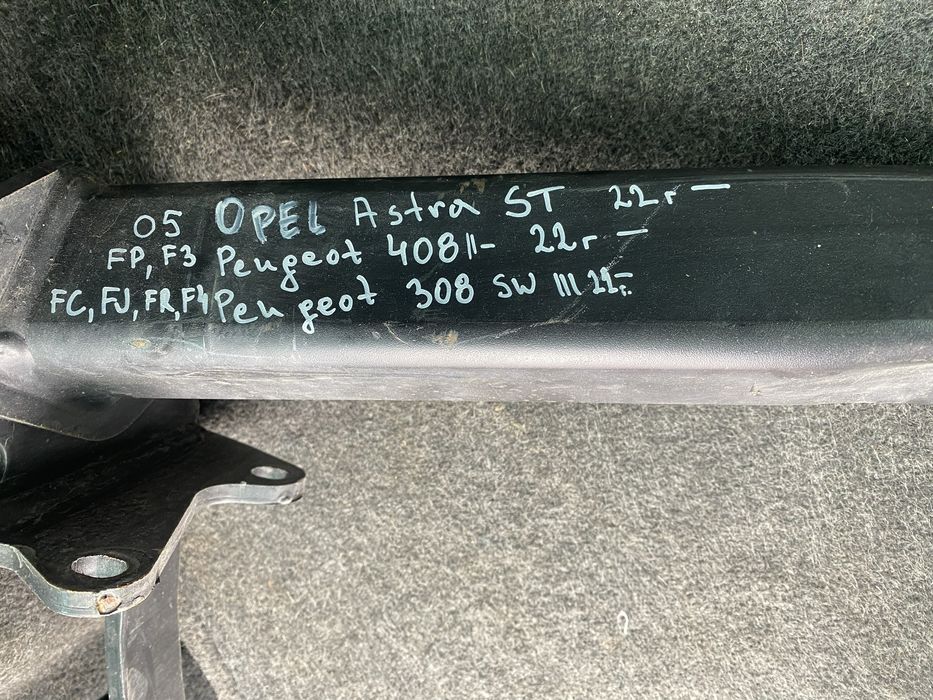 05 OPEL Astra ST 22г –
FP, F3 Peugeot 408 II- 22г –
FC, FJ, FR, F4 Peugeot 308 SW III 22г-